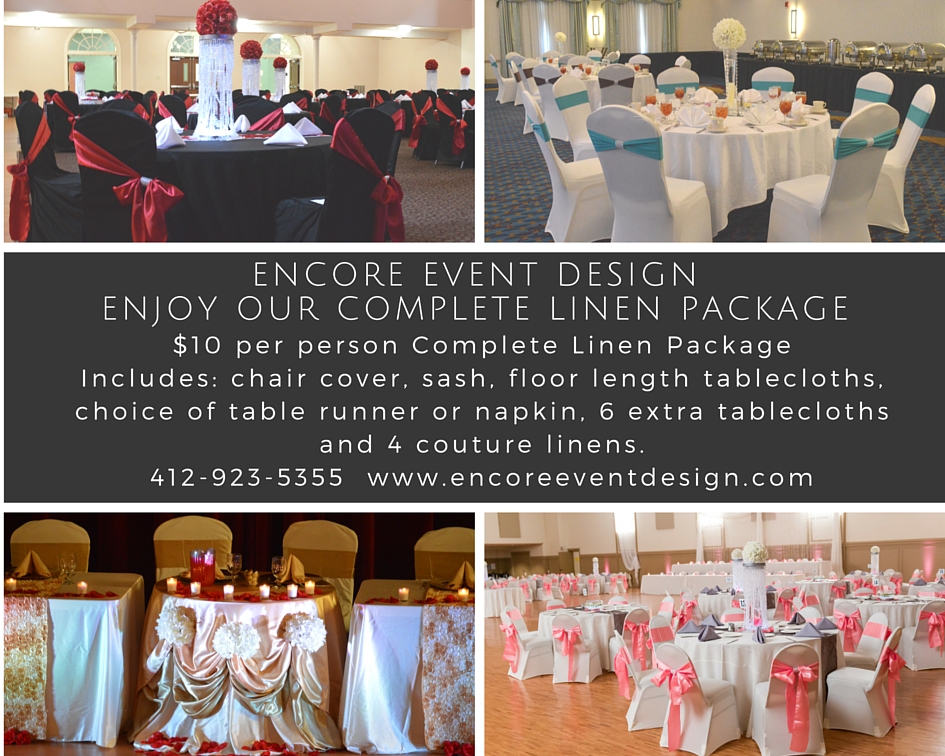 ENCORE EVENT DESIGN
ENJOY OUR COMPLETE LINEN PACKAGE
$10 per person Complete Linen Package
Includes: chair cover, sash, floor length tablecloths,
choice of table runner or napkin, 6 extra tablecloths
and 4 couture linens.
412-923-5355 www.encoreeventdesign.com